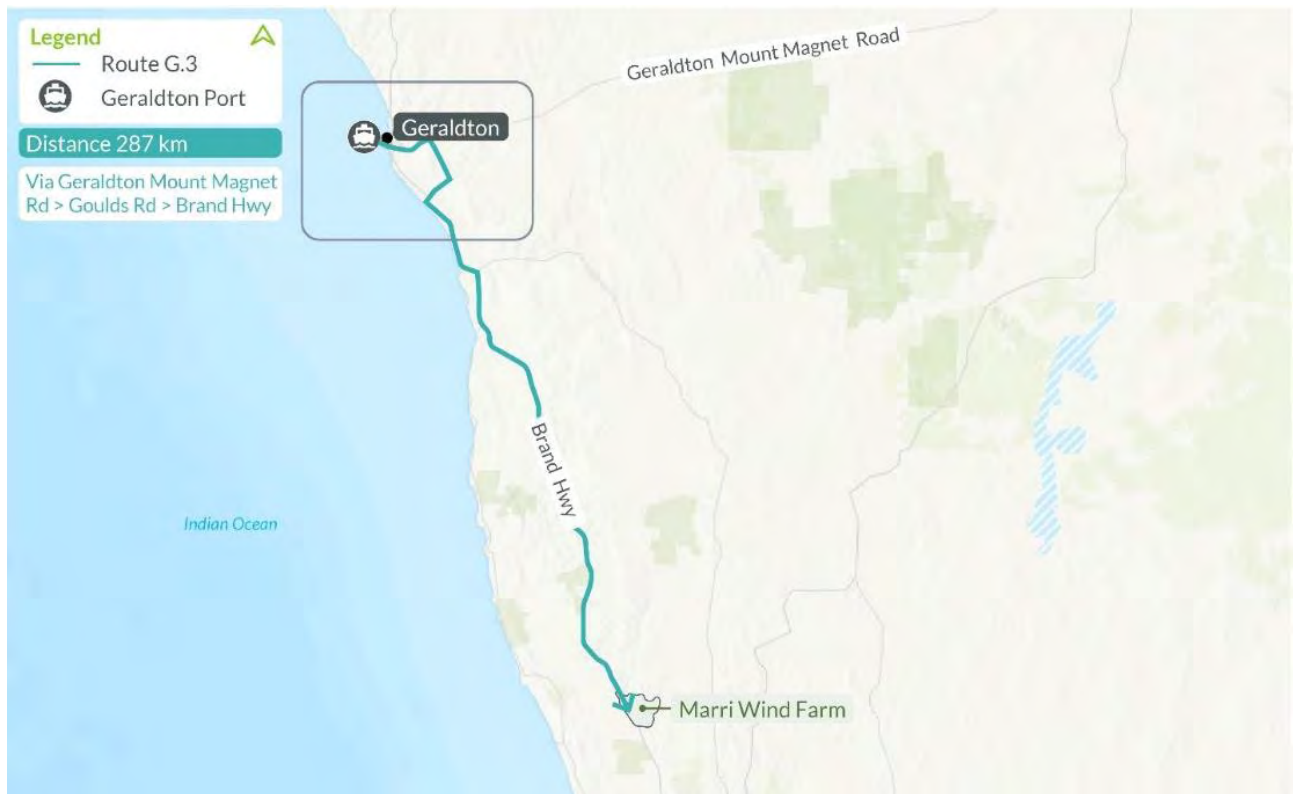 Legend
Route G.3
Geraldton Port
Distance 287 km
Via Geraldton Mount Magnet
Rd > Goulds Rd > Brand Hwy
Geraldton Mount Magnet Road
Geraldton
Brand Hwy
Indian Ocean
Marri Wind Farm